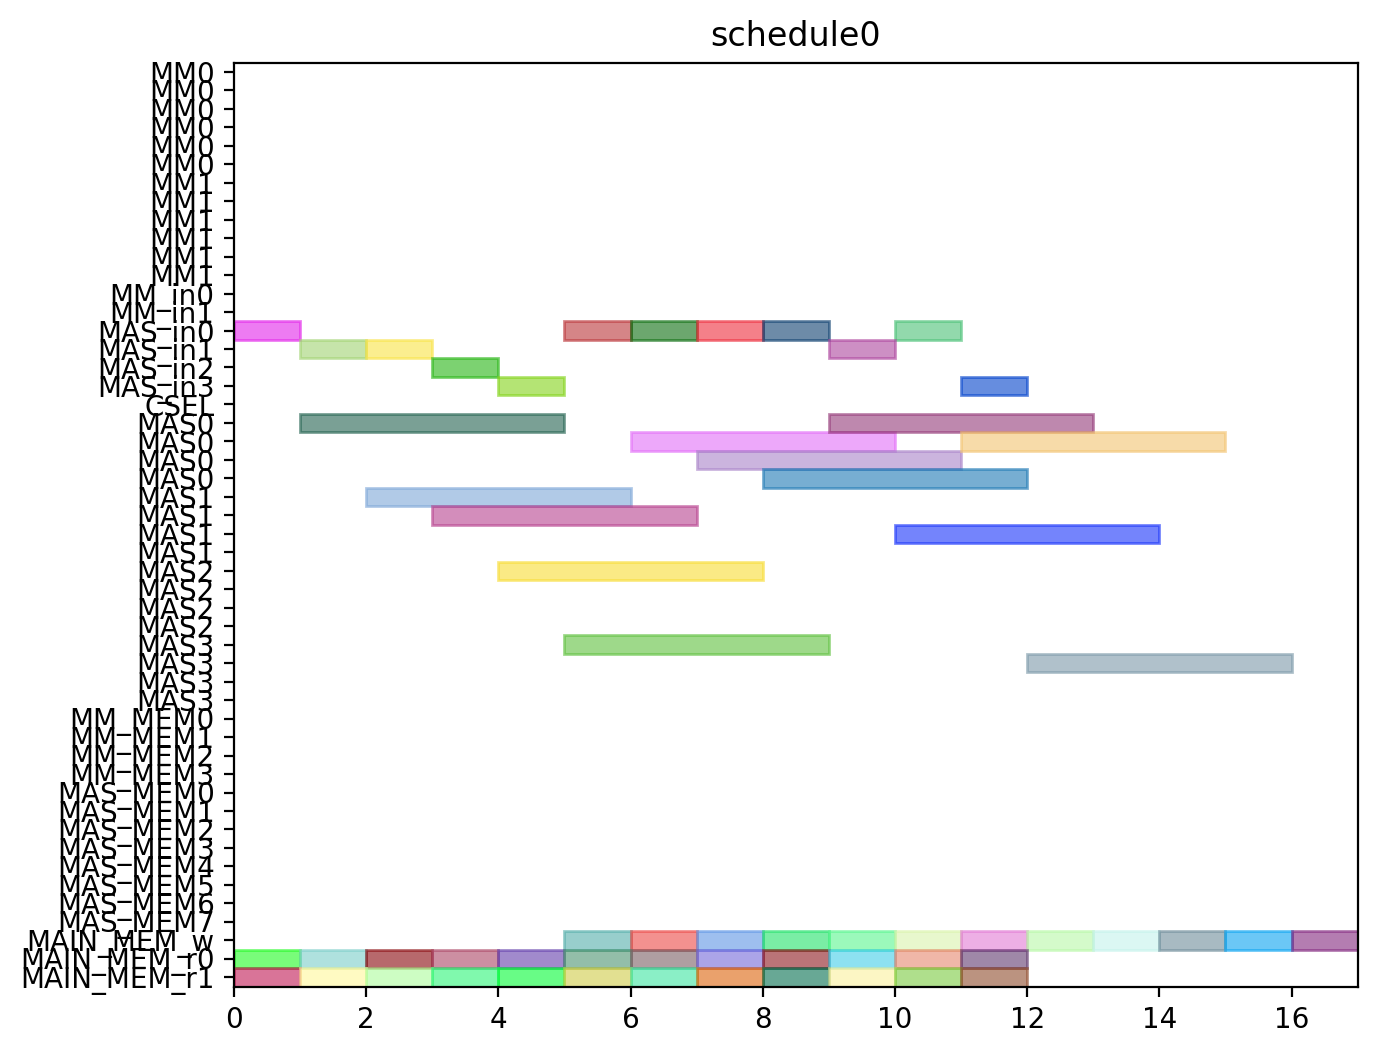 schedule0
MM0
MM0
MM0
MM0
MM0
MM0
MM1
MM1
MM1
MM1
MM1
MM1
MM_in0
MM_in1
MAS_in0
MAS_in1
MAS_in2
MAS_in3
CSEL
MAS0
MAS0
MAS0
MAS0
MAS1
MAS1
MAS1
MAS1
MAS2
MAS2
MAS2
MAS2
MAS3
MAS3
MAS3
MAS3
MM_MEM0
MM_MEM1
MM_MEM2
MM_MEM3
MAS_MEM0
MAS_MEM1
MAS_MEM2
MAS_MEM3
MAS_MEM4
MAS_MEM5
MAS_MEM6
MAS_MEM7
MAIN_MEM_w
MAIN_MEM_r0
MAIN_MEM_r1
0 2 4 6 8 10 12 14 16